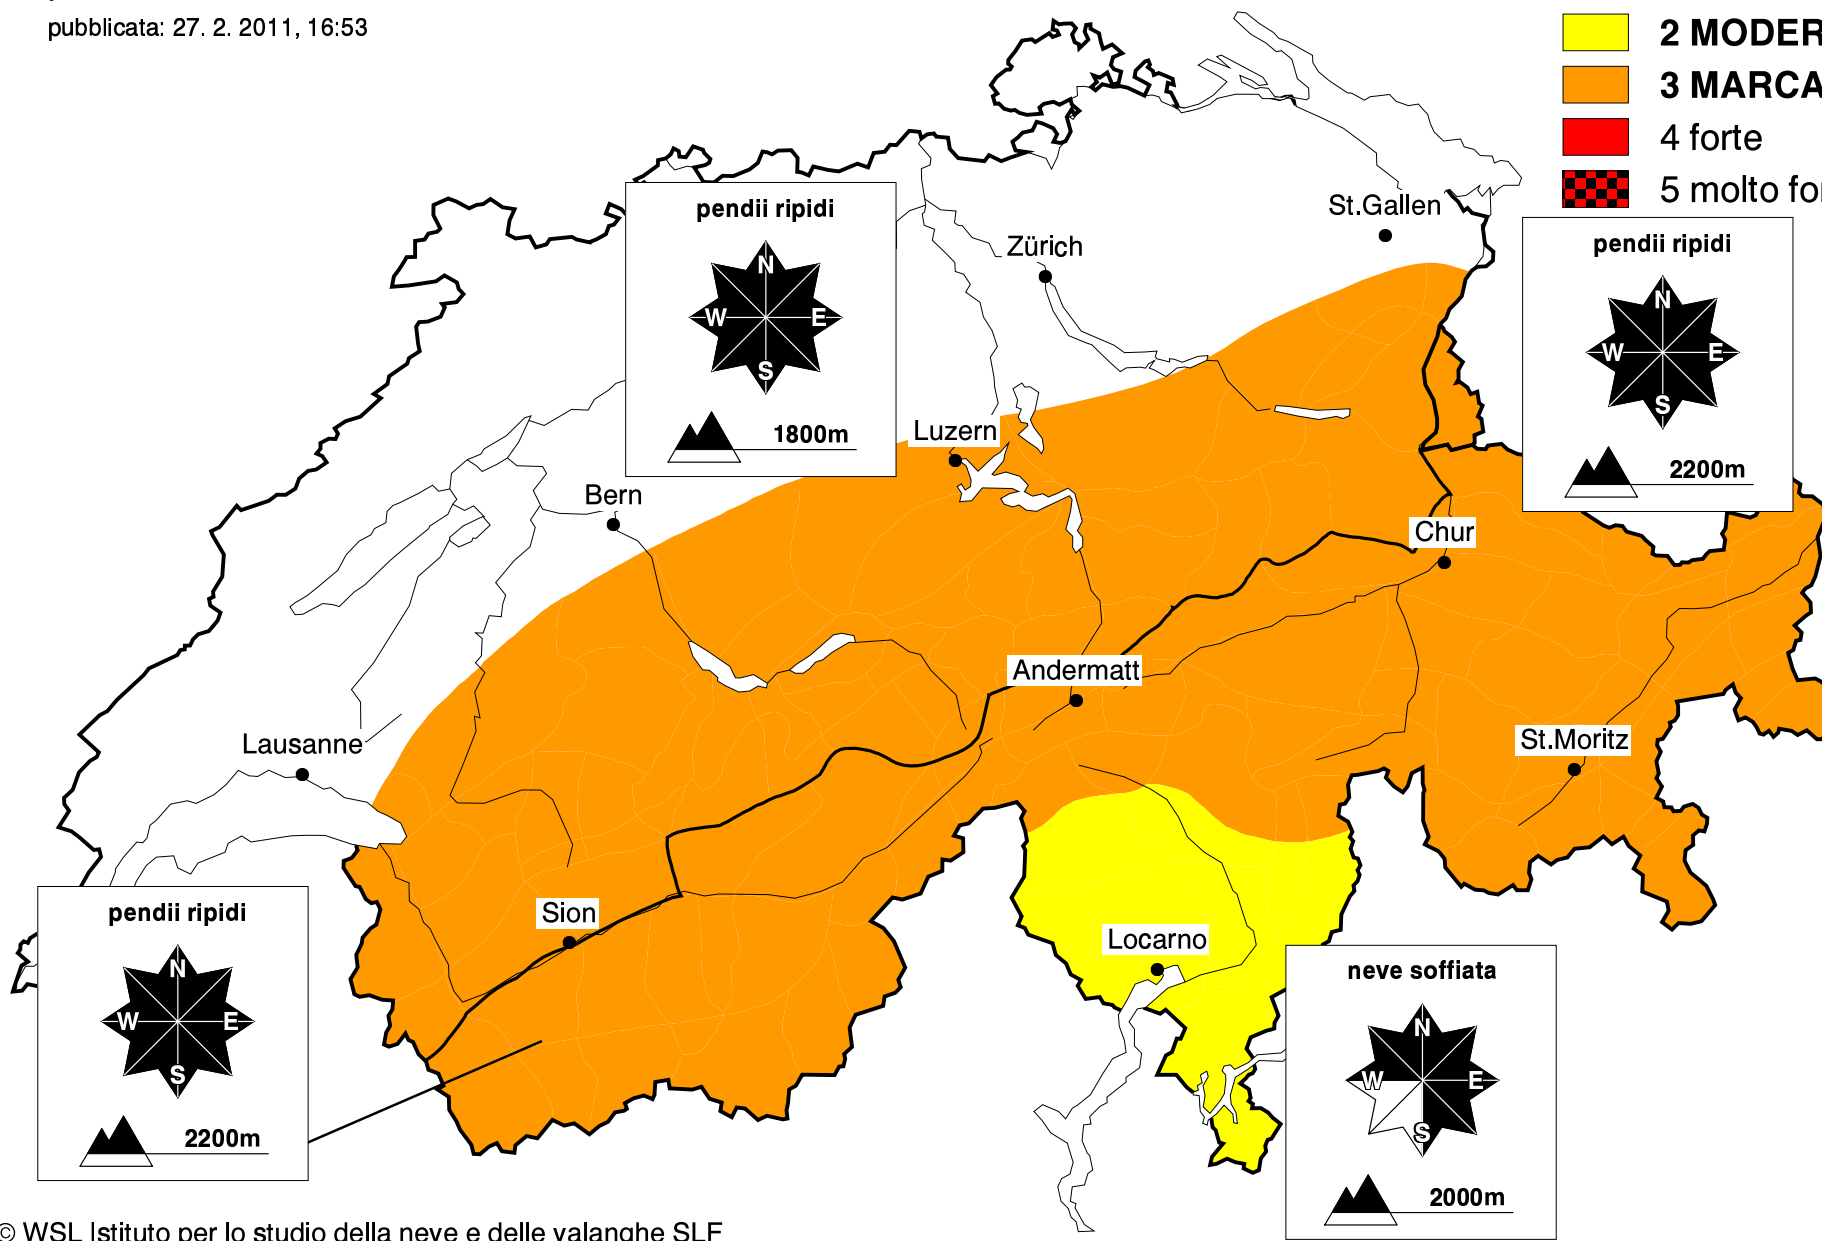 pubblicata: 27. 2. 2011, 16:53
3 MARCA
4 forte
5 molto for
St.Gallen
pendii ripidi
N
W E
S
1800m
Zürich
pendii ripidi
N
W E
S
2200m
Luzern
Bern
Chur
Andermatt
St.Moritz
Lausanne
Sion
Locarno
pendii ripidi
N
W E
S
2200m
neve soffiata
N
W E
S
2000m
© WSL Istituto per lo studio della neve e delle valanghe SLF
2 MODER